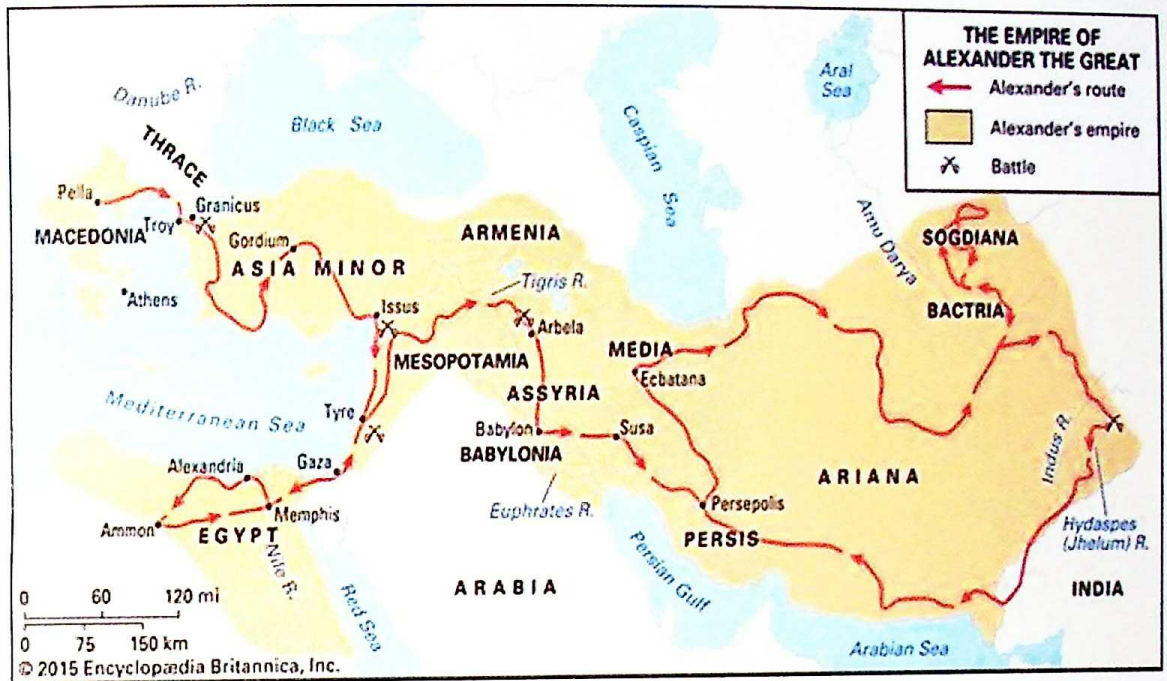 THE EMPIRE OF
ALEXANDER THE GREAT
Alexander's route
Alexander's empire
Battle
Danube R.
Black Sea
Caspian
Sea
Aral
Sea
THRACE
Pella
Granicus
MACEDONIA
Troy
Gordium
ASIA MINOR
ARMENIA
Amu Darya
SOGDIANA
Athens
Tigris R.
BACTRIA
Issus
Arbela
MESOPOTAMIA
MEDIA
Ecbatana
ASSYRIA
Mediterranean Sea
Tyre
Babylon
BABYLONIA
Susa
Indus R.
Alexandria
Gaza
ARIANA
Ammon
Memphis
EGYPT
Euphrates R.
Persepolis
PERSIS
Hydaspes
(Jhelum) R.
Nile R.
Red Sea
ARABIA
Persian Gulf
INDIA
Arabian Sea
0 60 120 mi
0 75 150 km
© 2015 Encyclopædia Britannica, Inc.